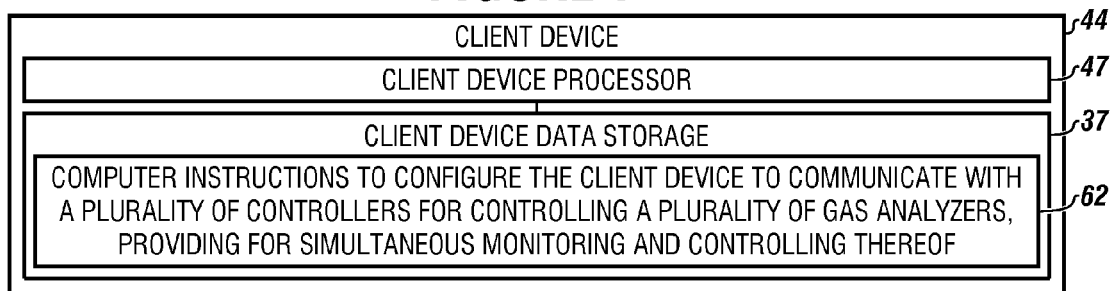 CLIENT DEVICE
44
CLIENT DEVICE PROCESSOR
47
CLIENT DEVICE DATA STORAGE
37
COMPUTER INSTRUCTIONS TO CONFIGURE THE CLIENT DEVICE TO COMMUNICATE WITH
A PLURALITY OF CONTROLLERS FOR CONTROLLING A PLURALITY OF GAS ANALYZERS,
PROVIDING FOR SIMULTANEOUS MONITORING AND CONTROLLING THEREOF
62